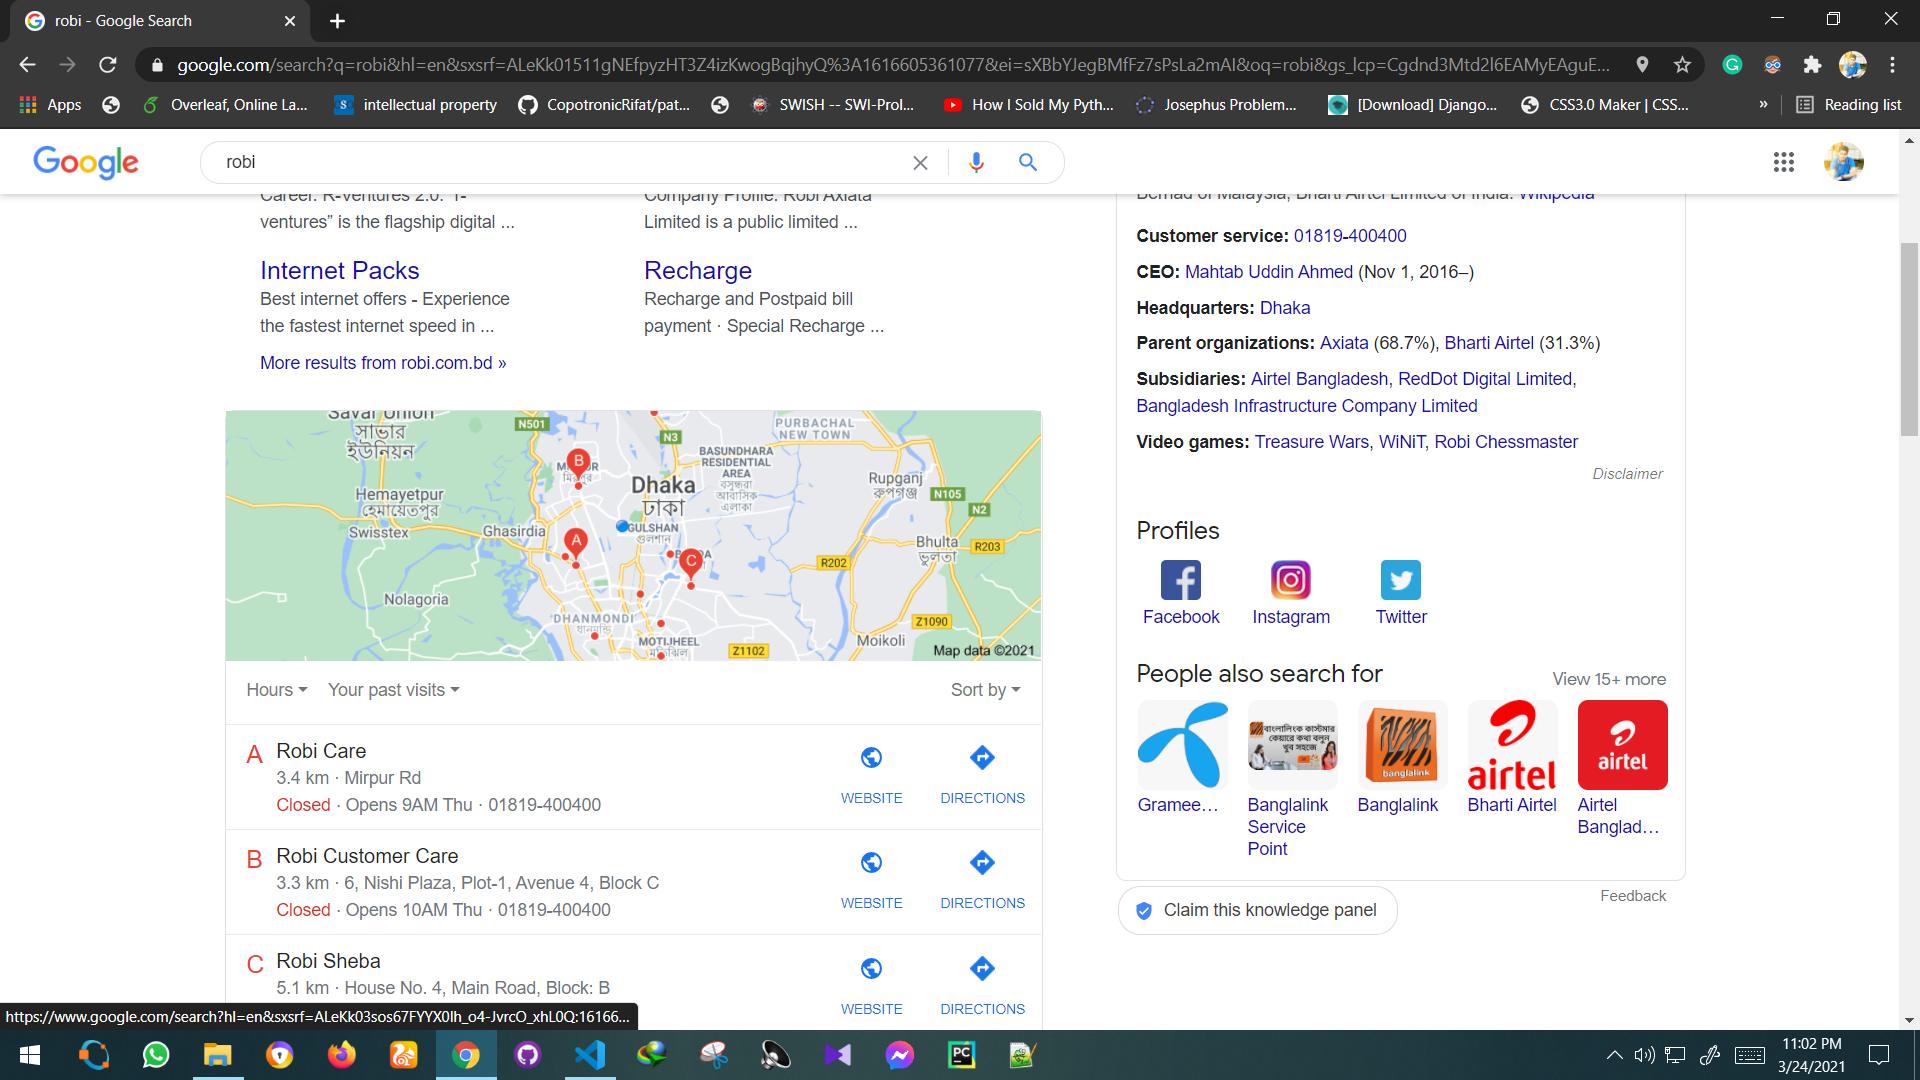 robi - Google Search
google.com/search?q=robi&hl=en&sxsrf=ALeKk01511gNEfpyzHT3Z4izKwogBqjhyQ%3A1616605361077&ei=sXBbYJegBMfFz7sPsLa2mAI&oq=robi&gs_lcp=Cgdnd3Mtd2l6EAMyEAguE...
Apps Overleaf, Online La... intellectual property CopotronicRifat/pat... SWISH -- SWI-Prol... How I Sold My Pyth... Josephus Problem... [Download] Django... CSS3.0 Maker | CSS... » Reading list
Google
robi
Career. R-Ventures 2.0. "r-
ventures” is the flagship digital ...
Company Profile. Robi Axiata
Limited is a public limited ...
Internet Packs
Best internet offers - Experience
the fastest internet speed in ...
Recharge
Recharge and Postpaid bill
payment · Special Recharge ...
More results from robi.com.bd »
Savar Union
সাভার
ইউনিয়ন
N501
N3
PURBACHAL
NEW TOWN
B
মিরপুর
BASUNDHARA
RESIDENTIAL
AREA
বসুন্ধরা
আবাসিক
এলাকা
Dhaka
ঢাকা
Rupganj
রূপগঞ্জ
N105
N2
Hemayetpur
হেমায়েতপুর
Swisstex
Ghasirdia
GULSHAN
গুলশান
A
C
Bhulta
ভুলতা
R203
R202
Nolagoria
DHANMONDI
ধানমন্ডি
MOTIJHEEL
মতিঝিল
Z1090
Moikoli
Z1102
Map data ©2021
Hours Your past visits Sort by
A Robi Care
3.4 km · Mirpur Rd
Closed · Opens 9AM Thu · 01819-400400
WEBSITE DIRECTIONS
B Robi Customer Care
3.3 km · 6, Nishi Plaza, Plot-1, Avenue 4, Block C
Closed · Opens 10AM Thu · 01819-400400
WEBSITE DIRECTIONS
C Robi Sheba
5.1 km · House No. 4, Main Road, Block: B
WEBSITE DIRECTIONS
Berhad of Malaysia, Bharti Airtel Limited of India. Wikipedia
Customer service: 01819-400400
CEO: Mahtab Uddin Ahmed (Nov 1, 2016–)
Headquarters: Dhaka
Parent organizations: Axiata (68.7%), Bharti Airtel (31.3%)
Subsidiaries: Airtel Bangladesh, RedDot Digital Limited,
Bangladesh Infrastructure Company Limited
Video games: Treasure Wars, WiNiT, Robi Chessmaster
Disclaimer
Profiles
Facebook Instagram Twitter
People also search for
View 15+ more
বাংলালিংক কাস্টমার
কেয়ারে কথা বলুন
খুব সহজে
banglalink
airtel
airtel
Gramee...
Banglalink
Service
Point
Banglalink
Bharti Airtel
Airtel
Banglad...
Feedback
Claim this knowledge panel
https://www.google.com/search?hl=en&sxsrf=ALeKk03sos67FYYX0lh_o4-JvrcO_xhL0Q:16166...
PC
11:02 PM
3/24/2021